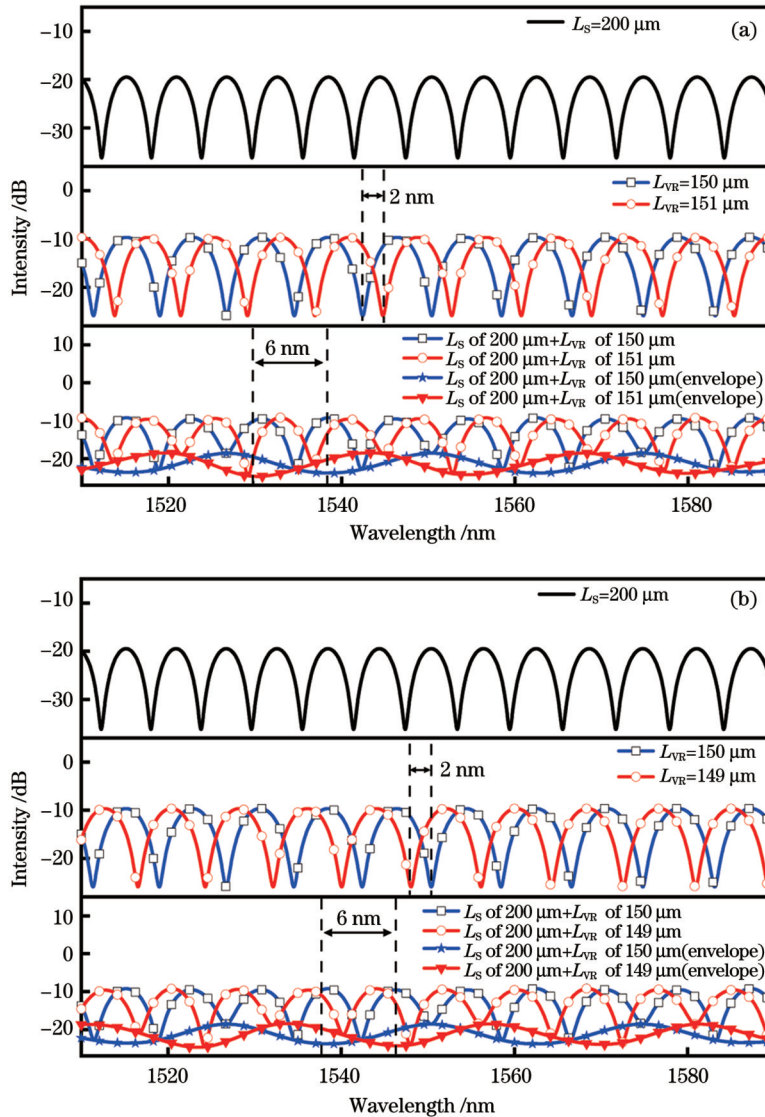 (a)
L_S=200 μm
−10
−20
−30
2 nm
L_VR=150 μm
L_VR=151 μm
0
−10
−20
Intensity /dB
6 nm
L_S of 200 μm+L_VR of 150 μm
L_S of 200 μm+L_VR of 151 μm
L_S of 200 μm+L_VR of 150 μm(envelope)
L_S of 200 μm+L_VR of 151 μm(envelope)
10
0
−10
−20
1520 1540 1560 1580
Wavelength /nm
(b)
L_S=200 μm
−10
−20
−30
2 nm
L_VR=150 μm
L_VR=149 μm
0
−10
−20
Intensity /dB
6 nm
L_S of 200 μm+L_VR of 150 μm
L_S of 200 μm+L_VR of 149 μm
L_S of 200 μm+L_VR of 150 μm(envelope)
L_S of 200 μm+L_VR of 149 μm(envelope)
10
0
−10
−20
1520 1540 1560 1580
Wavelength /nm